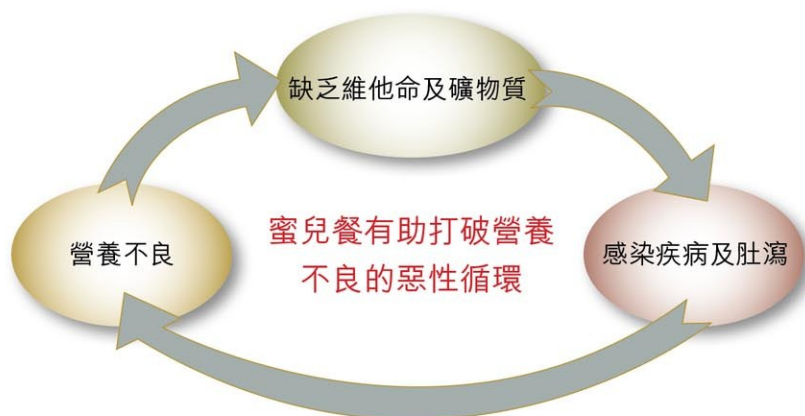 缺乏維他命及礦物質
蜜兒餐有助打破營養
不良的惡性循環
營養不良
感染疾病及肚瀉